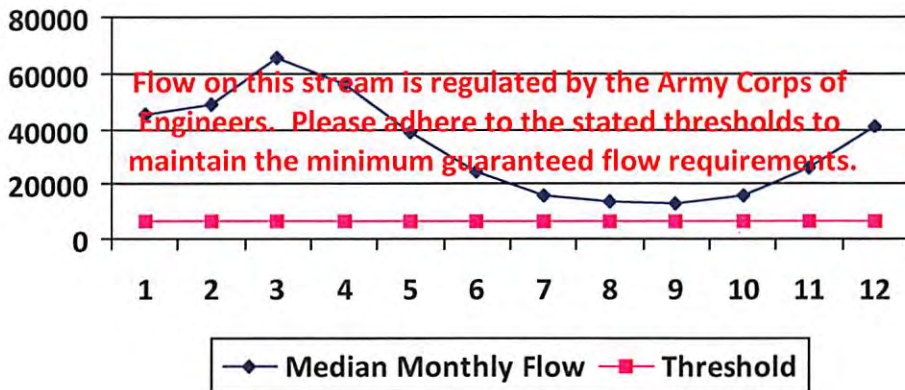 80000
60000
40000
20000
0
Flow on this stream is regulated by the Army Corps of
Engineers. Please adhere to the stated thresholds to
maintain the minimum guaranteed flow requirements.
1 2 3 4 5 6 7 8 9 10 11 12
Median Monthly Flow Threshold